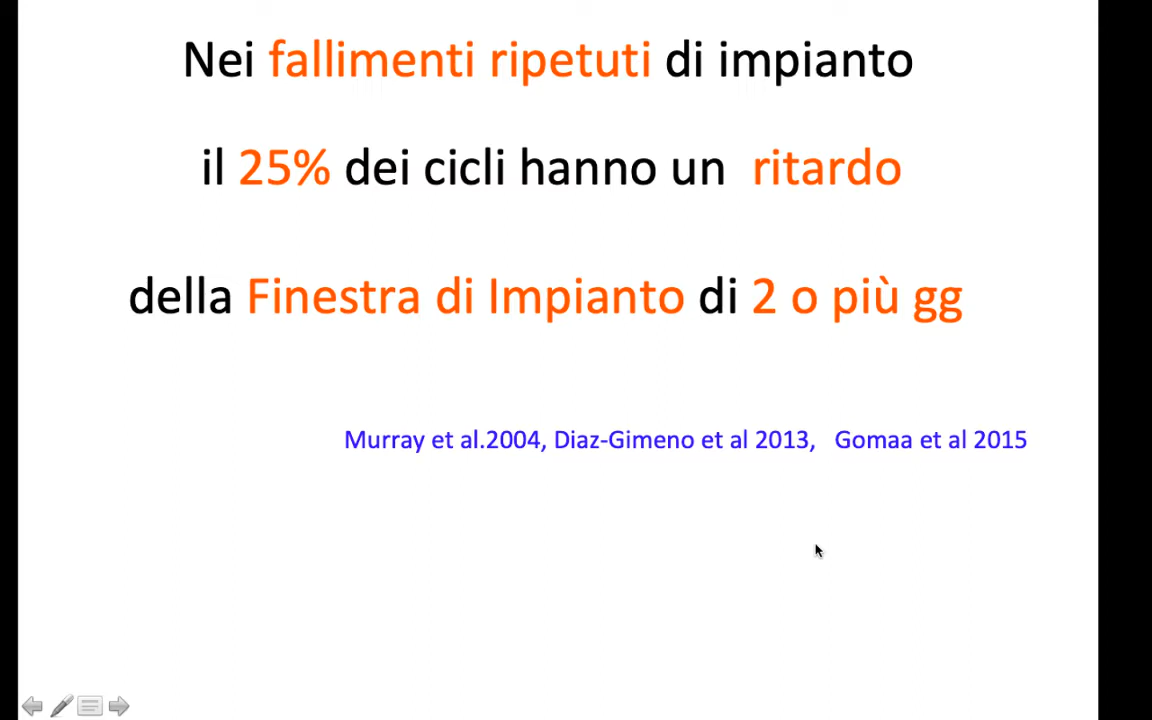 Nei fallimenti ripetuti di impianto
il 25% dei cicli hanno un ritardo
della Finestra di Impianto di 2 o più gg
Murray et al.2004, Diaz-Gimeno et al 2013, Gomaa et al 2015